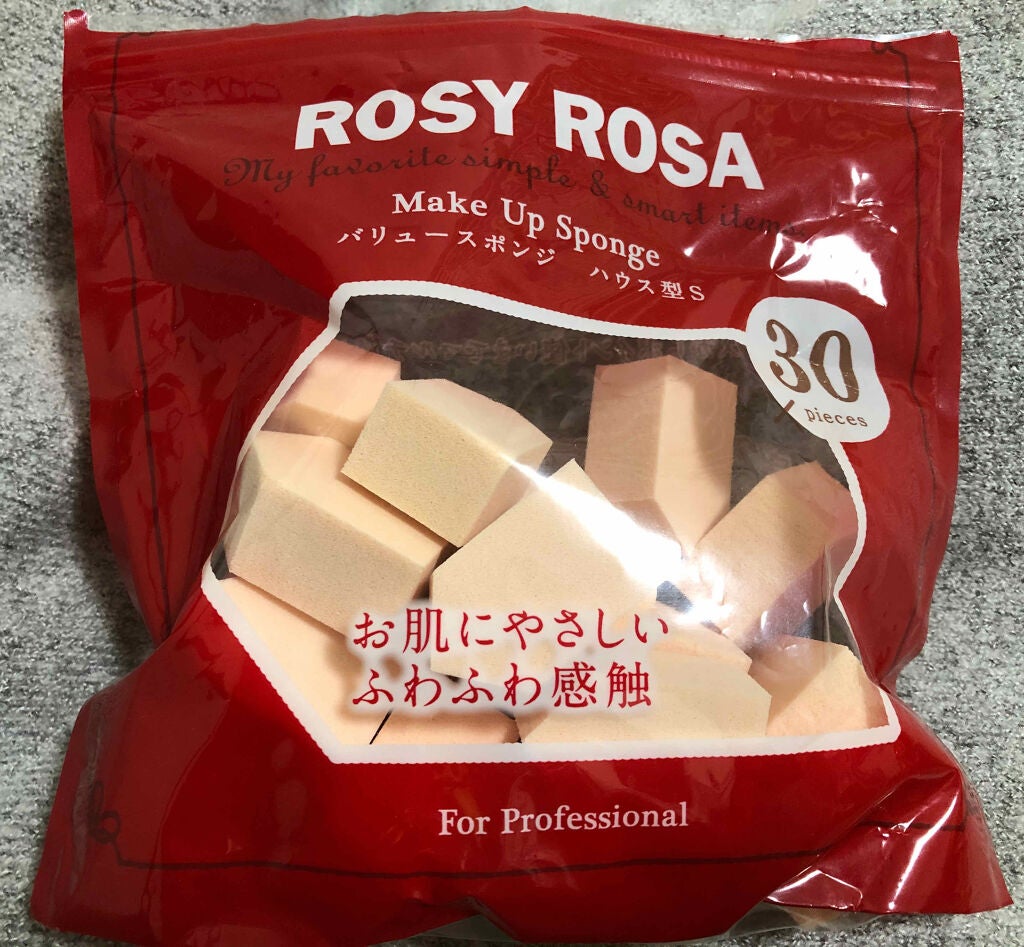 ROSY ROSA
My favorite simple & smart items.
Make Up Sponge
バリュースポンジ ハウス型S
30
pieces
お肌にやさしい
ふわふわ感触
For Professional